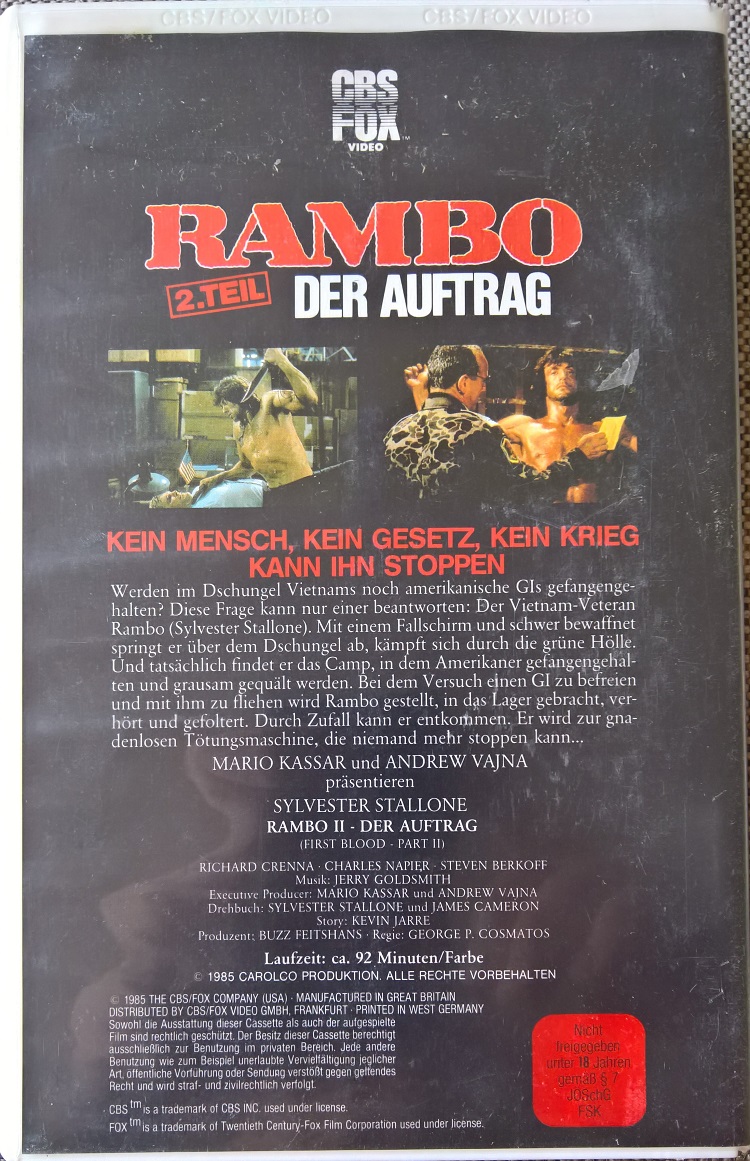 CBS/FOX VIDEO CBS/FOX VIDEO
CBS
FOX
VIDEO
RAMBO
2.TEIL DER AUFTRAG
KEIN MENSCH, KEIN GESETZ, KEIN KRIEG
KANN IHN STOPPEN
Werden im Dschungel Vietnams noch amerikanische GIs gefangenge-
halten? Diese Frage kann nur einer beantworten: Der Vietnam-Veteran
Rambo (Sylvester Stallone). Mit einem Fallschirm und schwer bewaffnet
springt er über dem Dschungel ab, kämpft sich durch die grüne Hölle.
Und tatsächlich findet er das Camp, in dem Amerikaner gefangengehal-
ten und grausam gequält werden. Bei dem Versuch einen GI zu befreien
und mit ihm zu fliehen wird Rambo gestellt, in das Lager gebracht, ver-
hört und gefoltert. Durch Zufall kann er entkommen. Er wird zur gna-
denlosen Tötungsmaschine, die niemand mehr stoppen kann...
MARIO KASSAR und ANDREW VAJNA
präsentieren
SYLVESTER STALLONE
RAMBO II - DER AUFTRAG
(FIRST BLOOD - PART II)
RICHARD CRENNA · CHARLES NAPIER · STEVEN BERKOFF
Musik: JERRY GOLDSMITH
Executive Producer: MARIO KASSAR und ANDREW VAJNA
Drehbuch: SYLVESTER STALLONE und JAMES CAMERON
Story: KEVIN JARRE
Produzent: BUZZ FEITSHANS · Regie: GEORGE P. COSMATOS
Laufzeit: ca. 92 Minuten/Farbe
© 1985 CAROLCO PRODUKTION. ALLE RECHTE VORBEHALTEN
© 1985 THE CBS/FOX COMPANY (USA) · MANUFACTURED IN GREAT BRITAIN
DISTRIBUTED BY CBS/FOX VIDEO GMBH, FRANKFURT · PRINTED IN WEST GERMANY
Sowohl die Ausstattung dieser Cassette als auch der aufgespielte
Film sind rechtlich geschützt. Der Besitz dieser Cassette berechtigt
ausschließlich zur Benutzung im privaten Bereich. Jede andere
Benutzung wie zum Beispiel unerlaubte Vervielfältigung jeglicher
Art, öffentliche Vorführung oder Sendung verstößt gegen geltendes
Recht und wird straf- und zivilrechtlich verfolgt.
CBS tm is a trademark of CBS INC. used under license.
FOX tm is a trademark of Twentieth Century-Fox Film Corporation used under license.
Nicht
freigegeben
unter 18 Jahren
gemäß § 7
JÖSchG
FSK